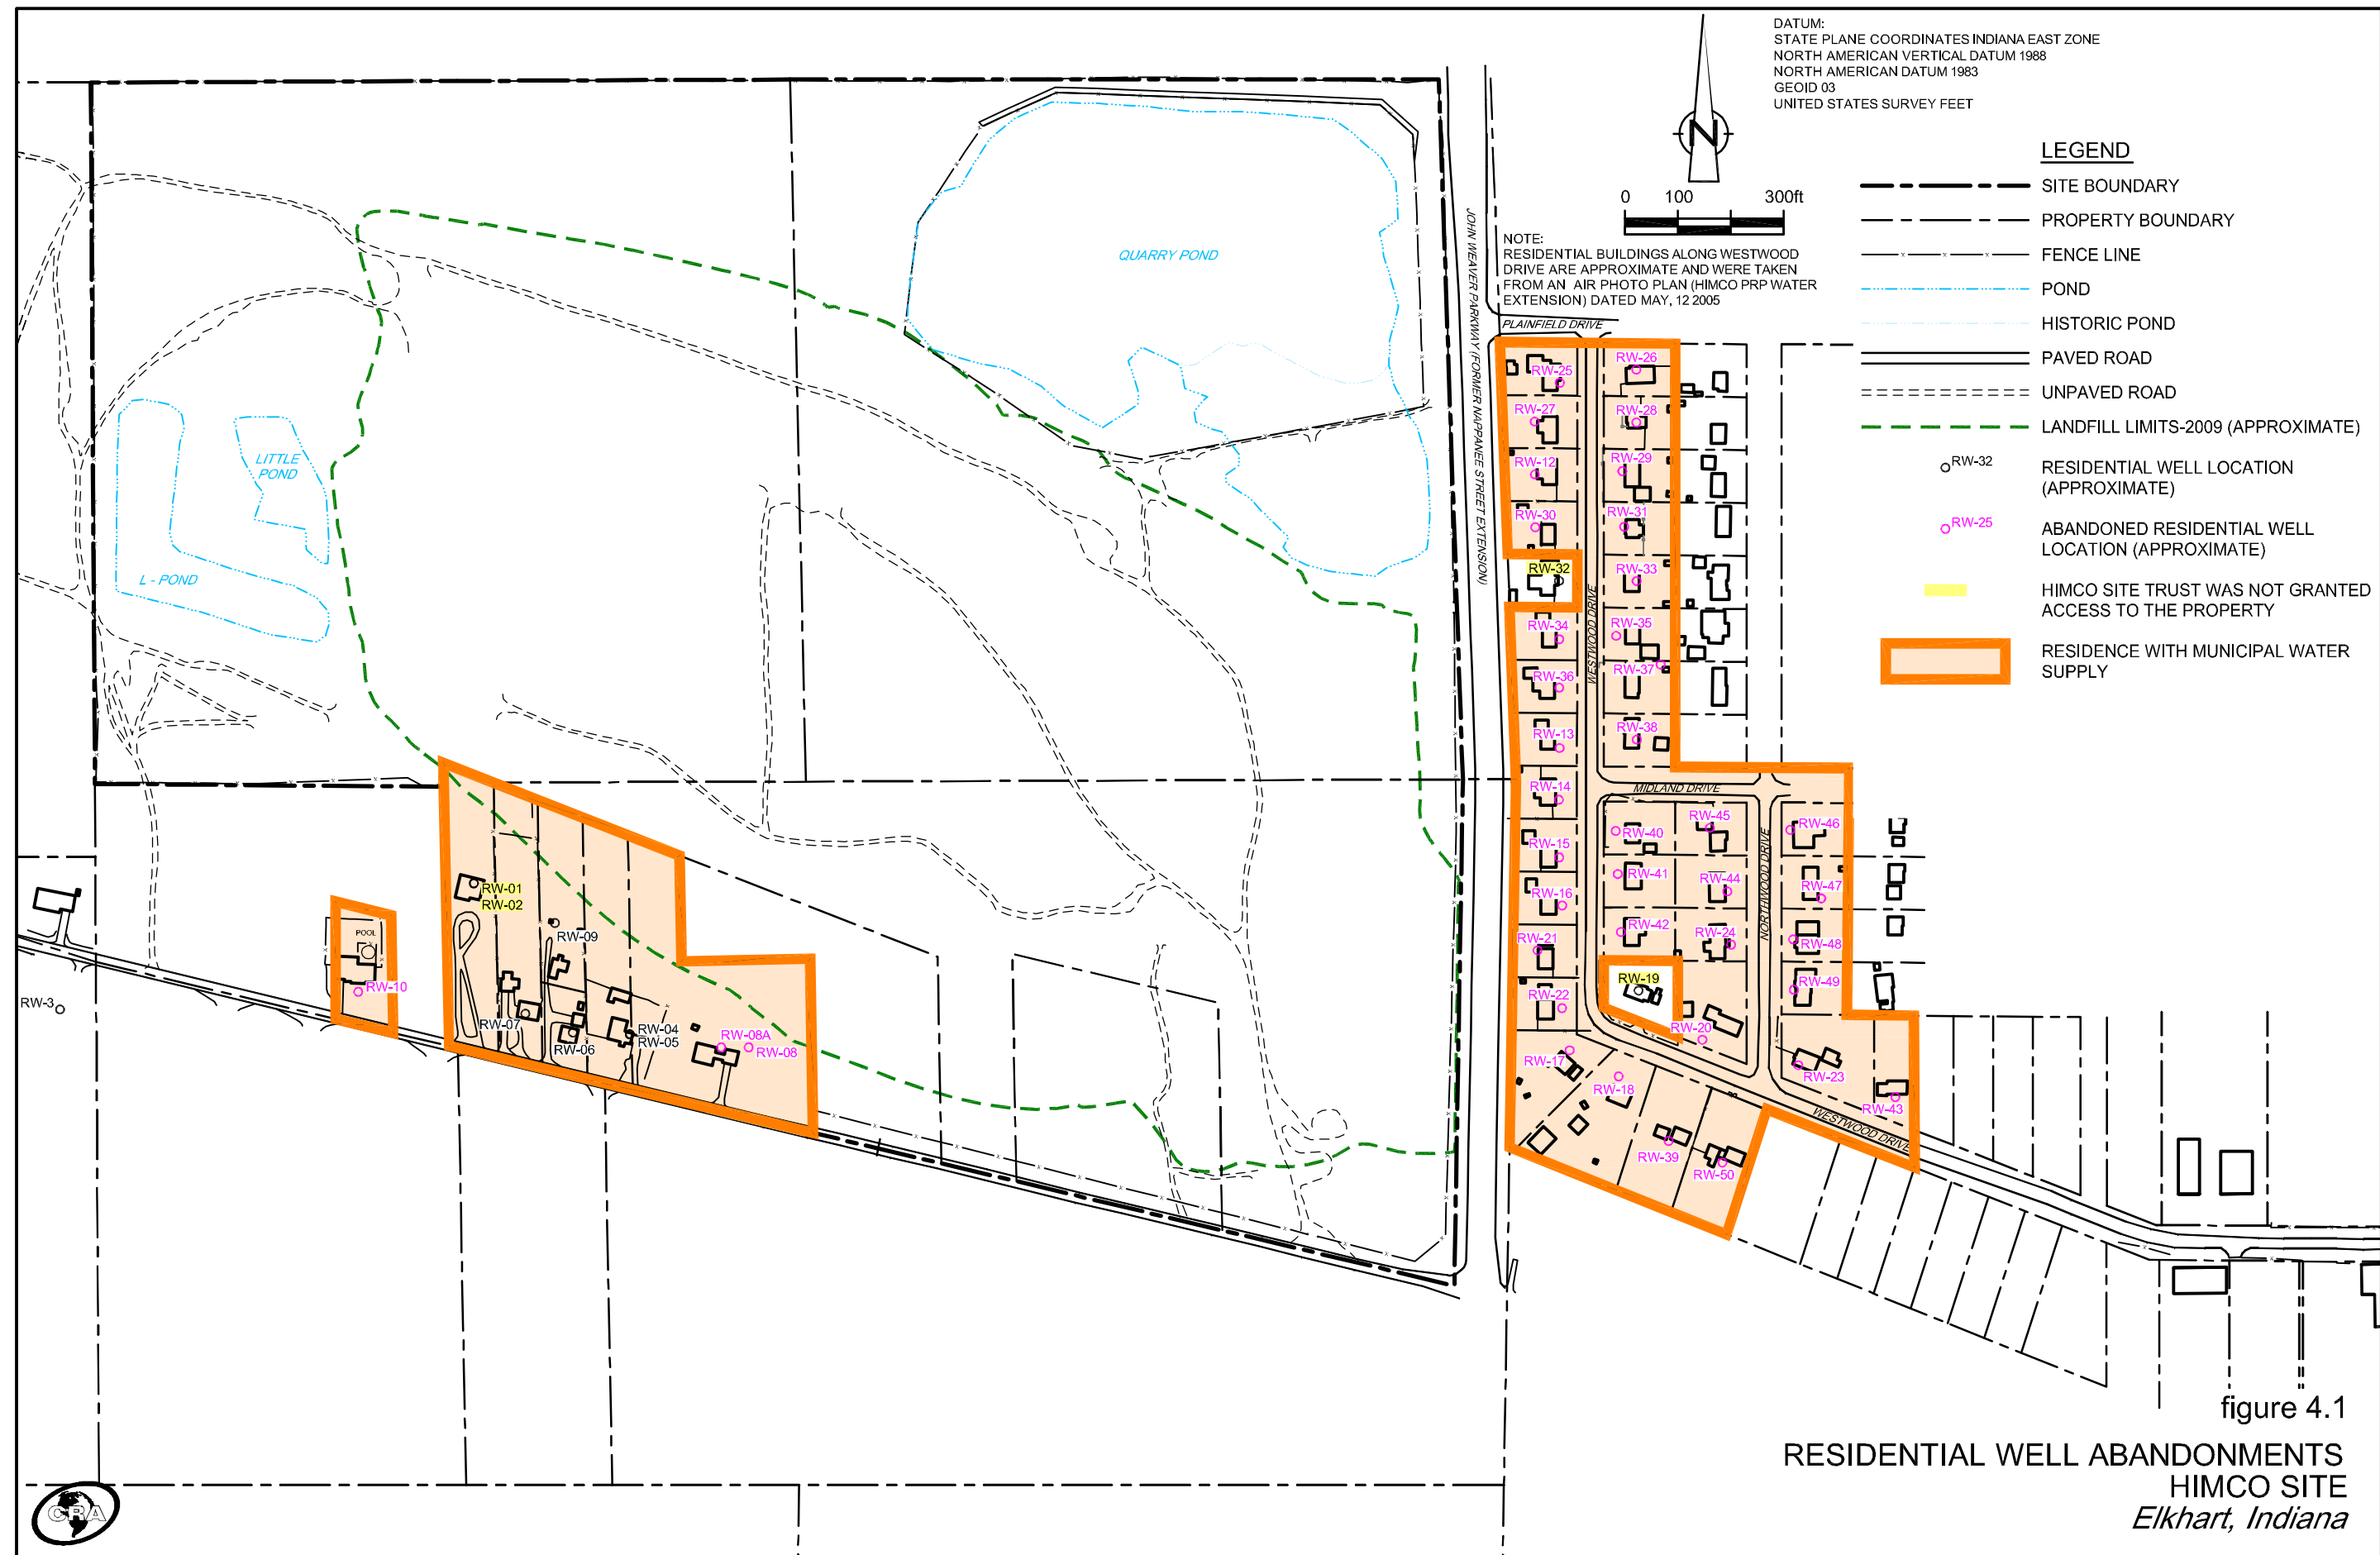 DATUM:
STATE PLANE COORDINATES INDIANA EAST ZONE
NORTH AMERICAN VERTICAL DATUM 1988
NORTH AMERICAN DATUM 1983
GEOID 03
UNITED STATES SURVEY FEET
N
0 100 300ft
NOTE:
RESIDENTIAL BUILDINGS ALONG WESTWOOD
DRIVE ARE APPROXIMATE AND WERE TAKEN
FROM AN AIR PHOTO PLAN (HIMCO PRP WATER
EXTENSION) DATED MAY, 12 2005
LEGEND
SITE BOUNDARY
PROPERTY BOUNDARY
FENCE LINE
POND
HISTORIC POND
PAVED ROAD
UNPAVED ROAD
LANDFILL LIMITS-2009 (APPROXIMATE)
RW-32
RESIDENTIAL WELL LOCATION
(APPROXIMATE)
RW-25
ABANDONED RESIDENTIAL WELL
LOCATION (APPROXIMATE)
HIMCO SITE TRUST WAS NOT GRANTED
ACCESS TO THE PROPERTY
RESIDENCE WITH MUNICIPAL WATER
SUPPLY
QUARRY POND
LITTLE
POND
L - POND
JOHN WEAVER PARKWAY (FORMER NAPPANEE STREET EXTENSION)
PLAINFIELD DRIVE
WESTWOOD DRIVE
MIDLAND DRIVE
NORTHWOOD DRIVE
WESTWOOD DRIVE
RW-25
RW-26
RW-27
RW-28
RW-12
RW-29
RW-30
RW-31
RW-32
RW-33
RW-34
RW-35
RW-36
RW-37
RW-13
RW-38
RW-14
RW-15
RW-40
RW-45
RW-46
RW-16
RW-41
RW-44
RW-47
RW-21
RW-42
RW-24
RW-48
RW-22
RW-19
RW-49
RW-20
RW-17
RW-18
RW-23
RW-43
RW-39
RW-50
RW-01
RW-02
RW-09
POOL
RW-10
RW-3
RW-07
RW-06
RW-04
RW-05
RW-08A
RW-08
CRA
figure 4.1
RESIDENTIAL WELL ABANDONMENTS
HIMCO SITE
Elkhart, Indiana